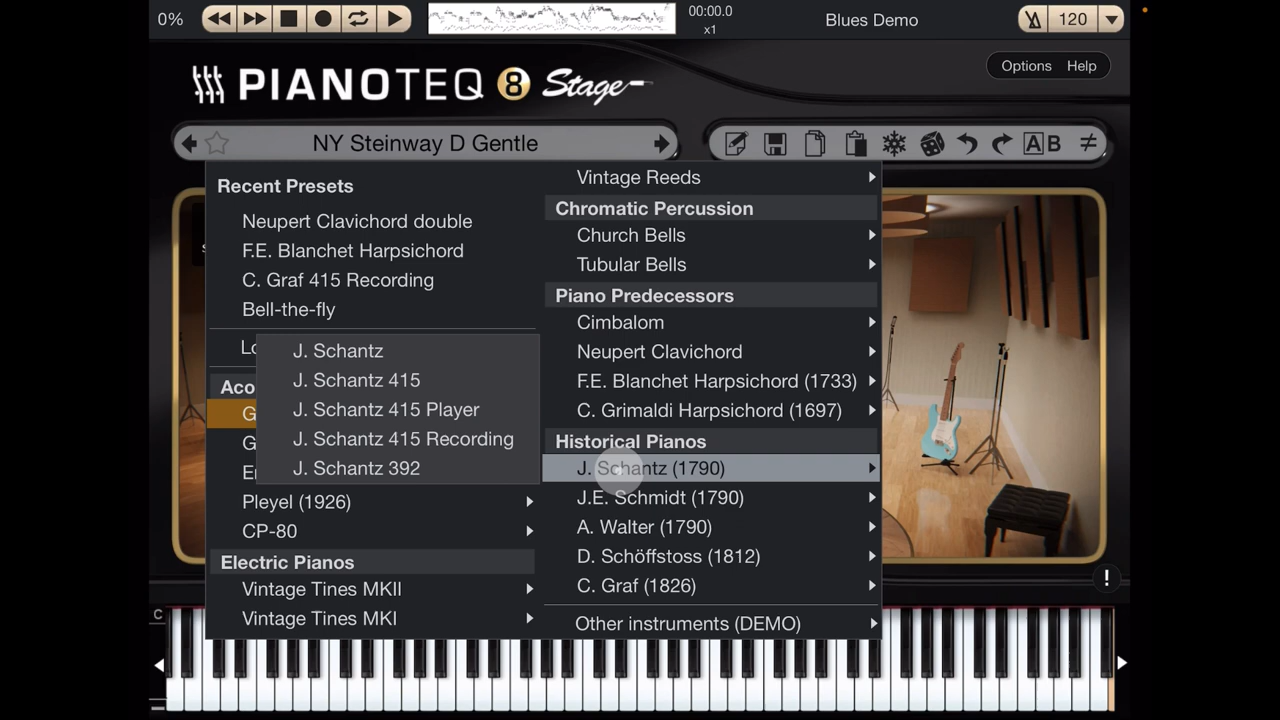 0%
00:00.0
x1
Blues Demo
120
PIANOTEQ 8 Stage
Options
Help
NY Steinway D Gentle
AB
Recent Presets
Neupert Clavichord double
F.E. Blanchet Harpsichord
C. Graf 415 Recording
Bell-the-fly
J. Schantz
J. Schantz 415
J. Schantz 415 Player
J. Schantz 415 Recording
J. Schantz 392
Pleyel (1926)
CP-80
Electric Pianos
Vintage Tines MKII
Vintage Tines MKI
Vintage Reeds
Chromatic Percussion
Church Bells
Tubular Bells
Piano Predecessors
Cimbalom
Neupert Clavichord
F.E. Blanchet Harpsichord (1733)
C. Grimaldi Harpsichord (1697)
Historical Pianos
J. Schantz (1790)
J.E. Schmidt (1790)
A. Walter (1790)
D. Schöffstoss (1812)
C. Graf (1826)
Other instruments (DEMO)
!
C